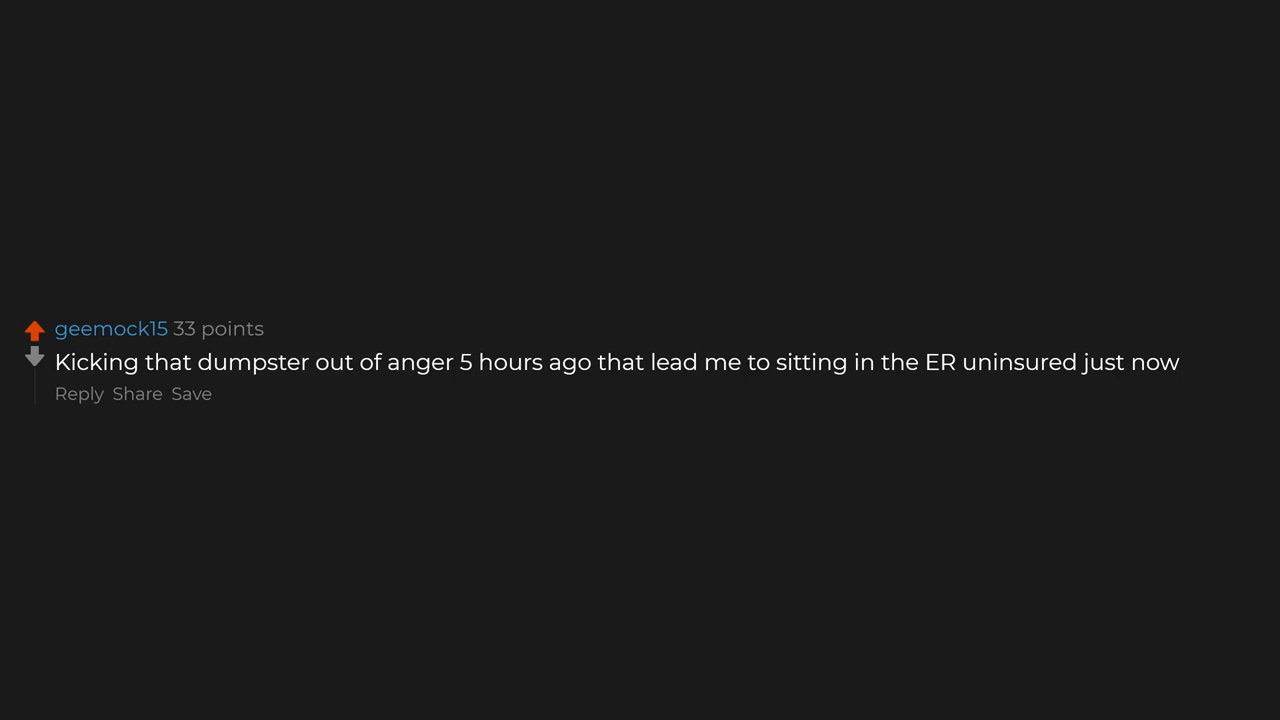 geemock15 33 points
Kicking that dumpster out of anger 5 hours ago that lead me to sitting in the ER uninsured just now
Reply Share Save